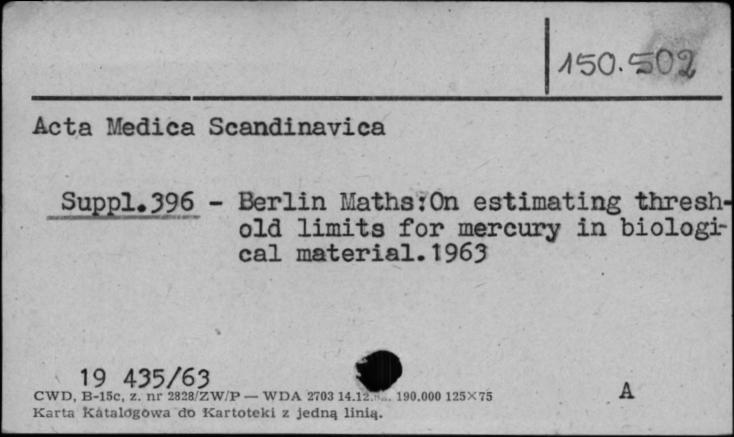 150.502
Acta Medica Scandinavica
Suppl.396 - Berlin Maths:On estimating thresh-
old limits for mercury in biologi-
cal material.1963
19 435/63
A
CWD, B-15c, z. nr 2828/ZW/P — WDA 2703 14.12. 190.000 125×75
Karta Katalogowa do Kartoteki z jedną linią.